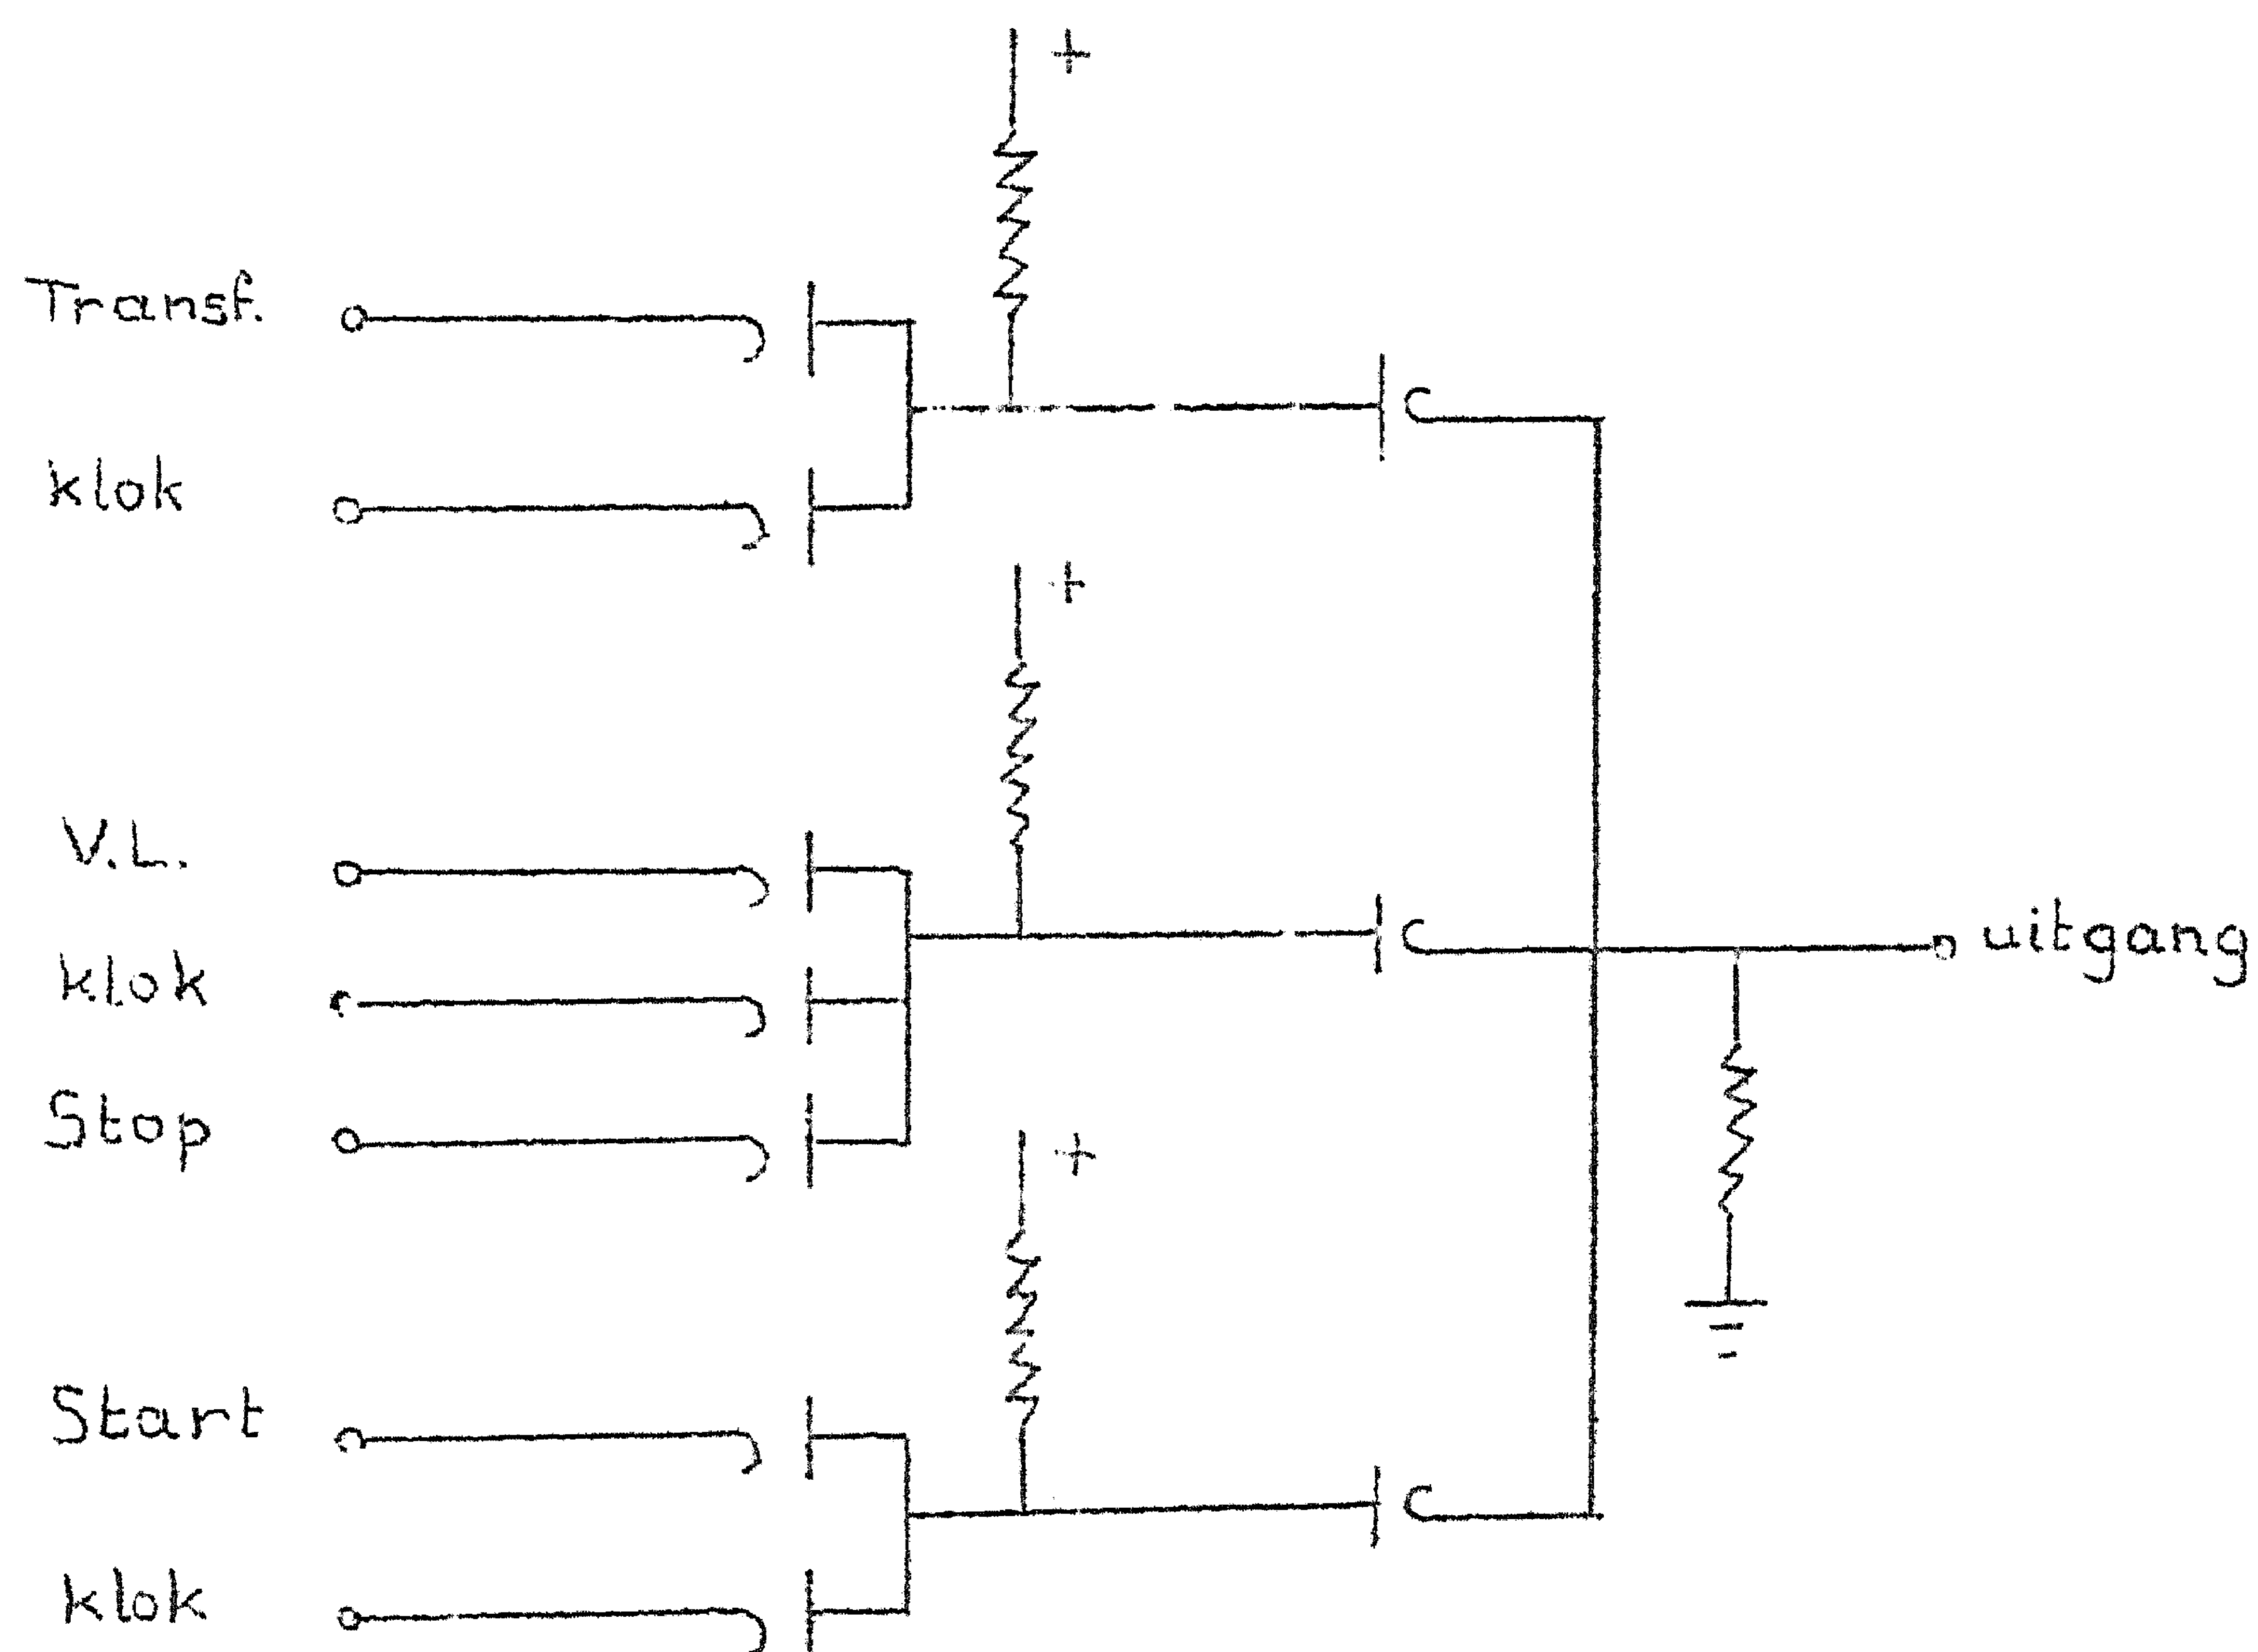 +
Transf.
klok
+
V.L.
klok
uitgang
Stop
+
Start
klok